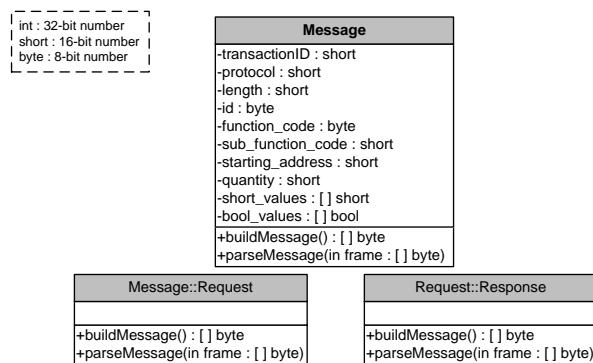 int : 32-bit number
short : 16-bit number
byte : 8-bit number
Message
-transactionID : short
-protocol : short
-length : short
-id : byte
-function_code : byte
-sub_function_code : short
-starting_address : short
-quantity : short
-short_values : [ ] short
-bool_values : [ ] bool
+buildMessage() : [ ] byte
+parseMessage(in frame : [ ] byte)
Message::Request
+buildMessage() : [ ] byte
+parseMessage(in frame : [ ] byte)
Request::Response
+buildMessage() : [ ] byte
+parseMessage(in frame : [ ] byte)